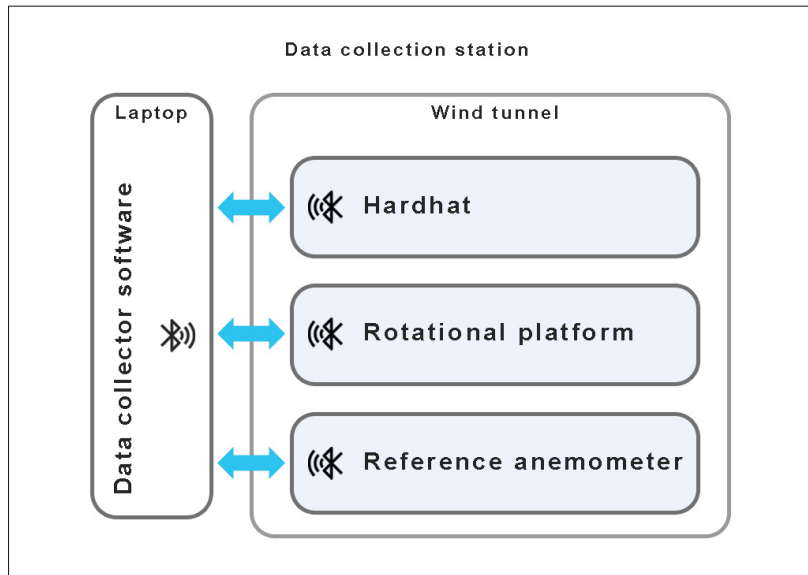 Data collection station
Laptop
Data collector software
Wind tunnel
Hardhat
Rotational platform
Reference anemometer